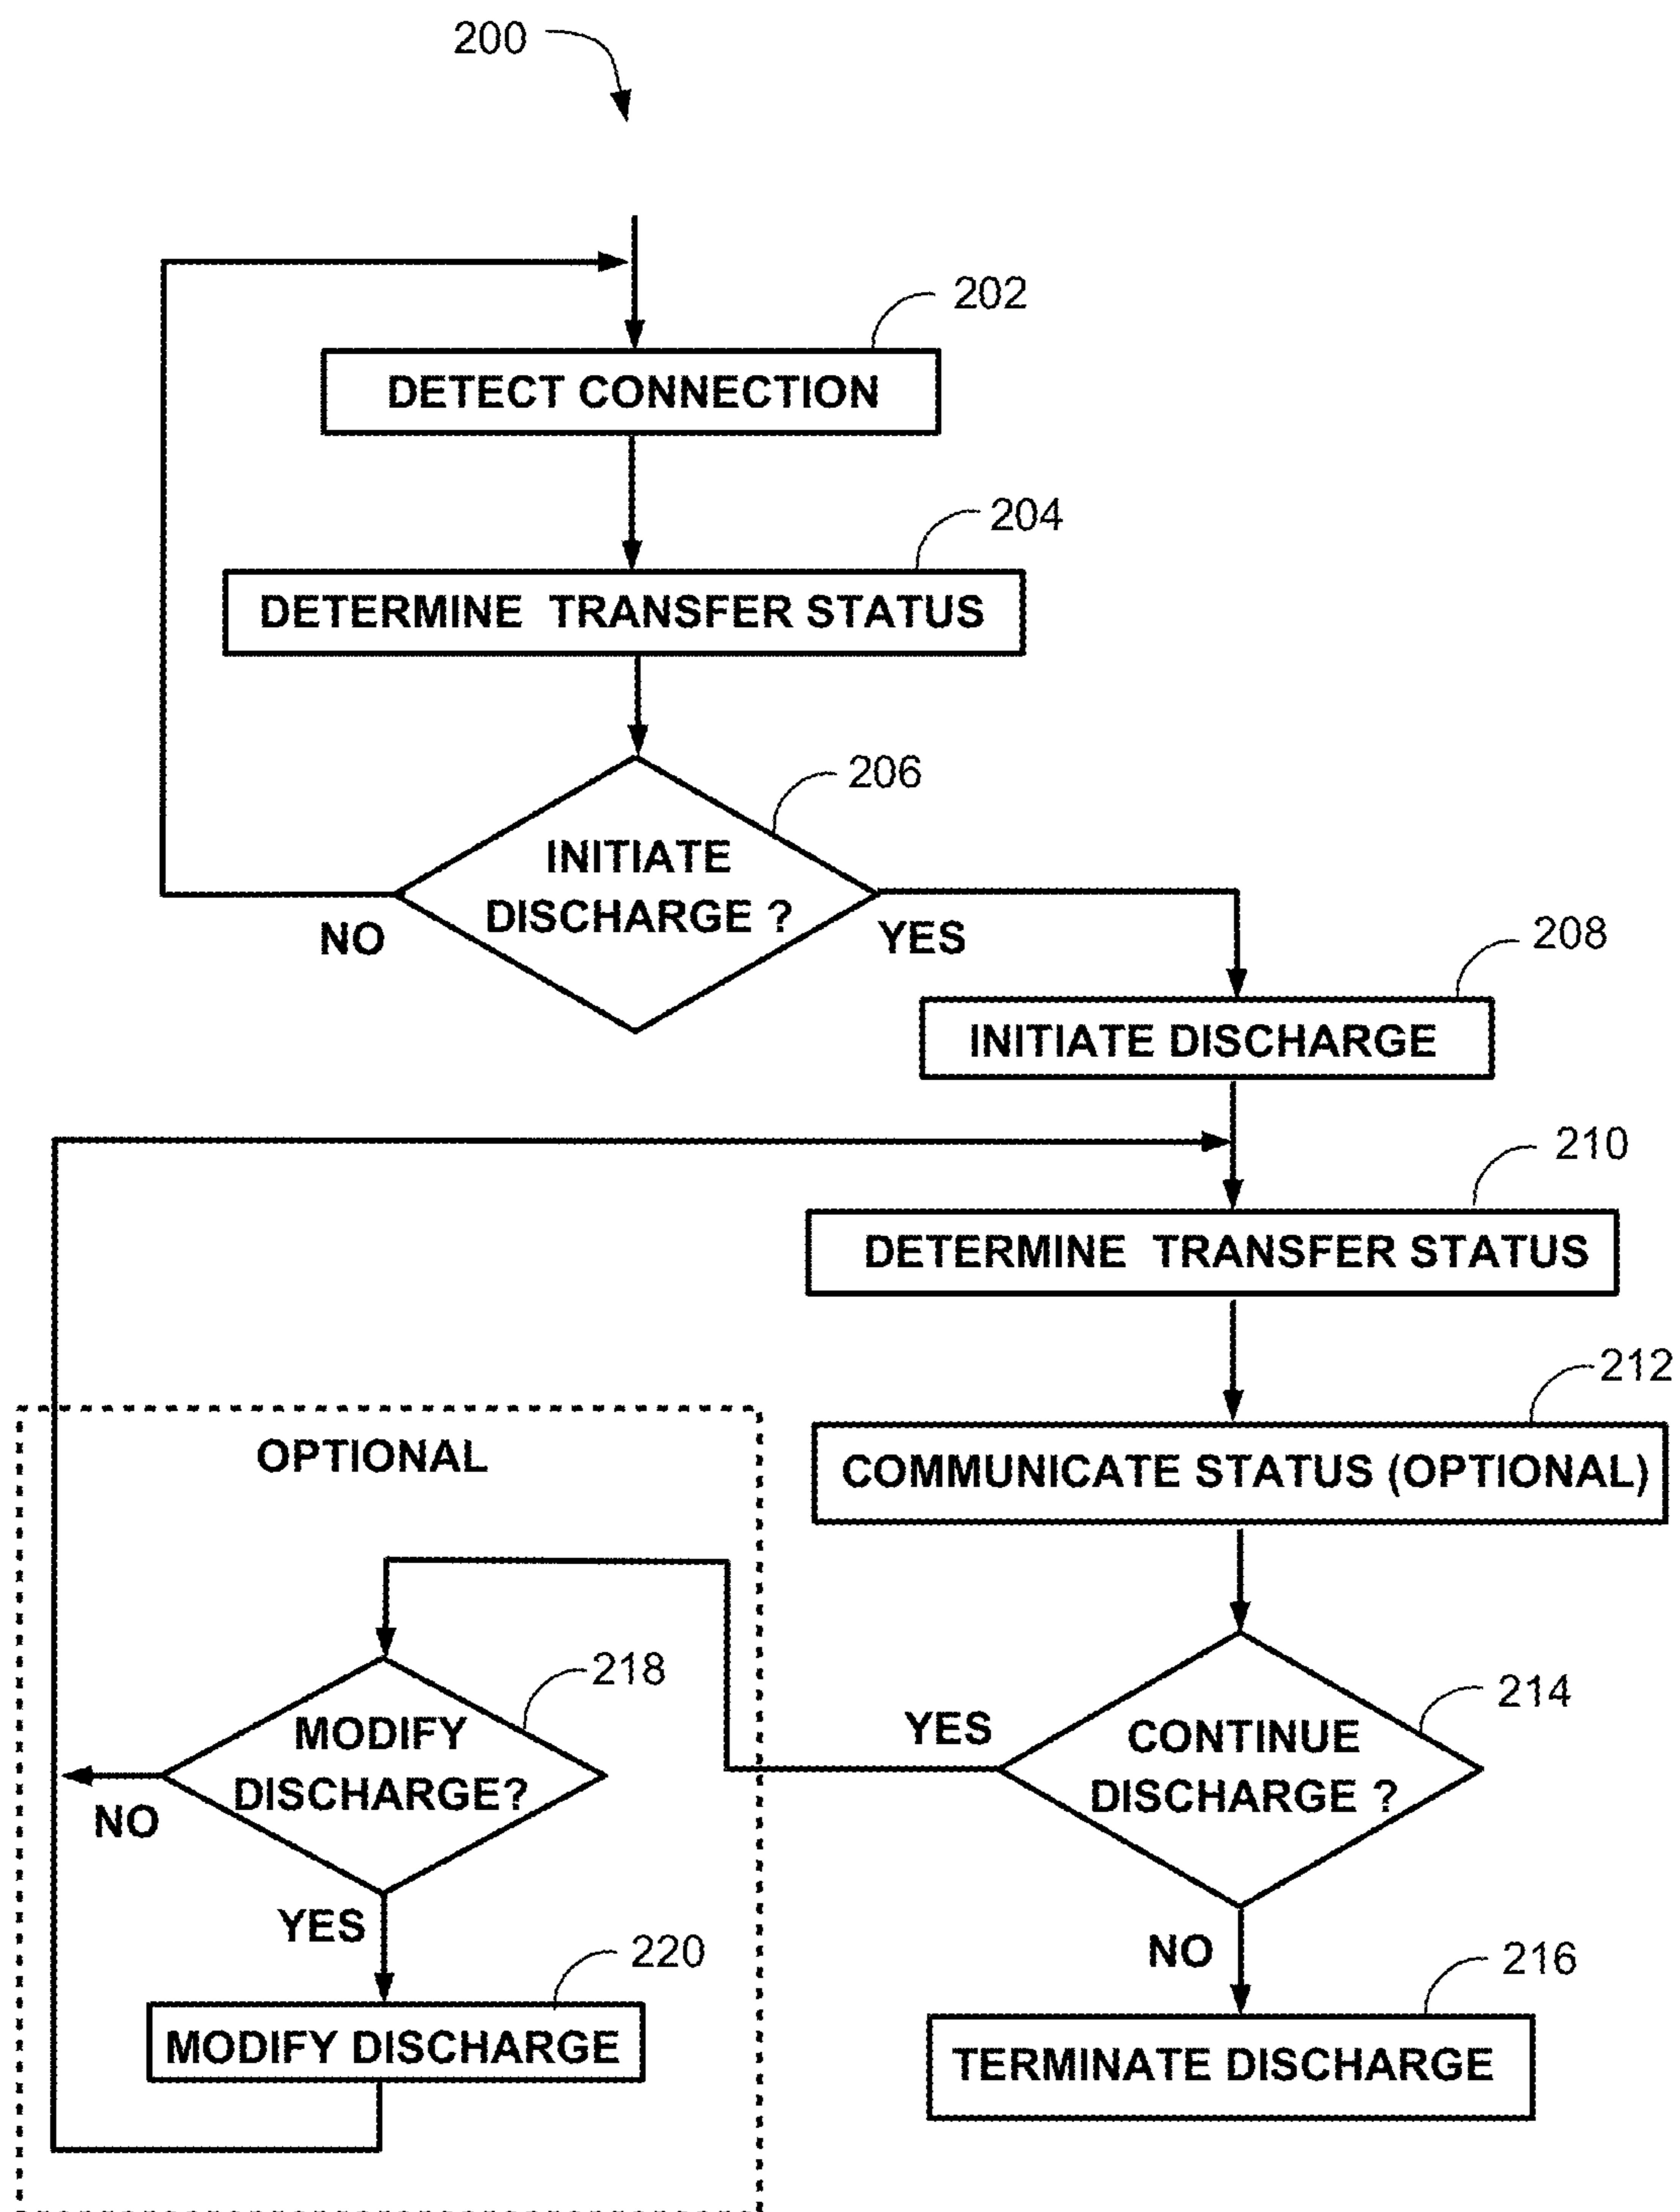 200
202
DETECT CONNECTION
204
DETERMINE TRANSFER STATUS
206
INITIATE
DISCHARGE ?
NO
YES
208
INITIATE DISCHARGE
210
DETERMINE TRANSFER STATUS
212
COMMUNICATE STATUS (OPTIONAL)
OPTIONAL
218
MODIFY
DISCHARGE?
NO
YES
214
CONTINUE
DISCHARGE ?
YES
NO
220
MODIFY DISCHARGE
216
TERMINATE DISCHARGE